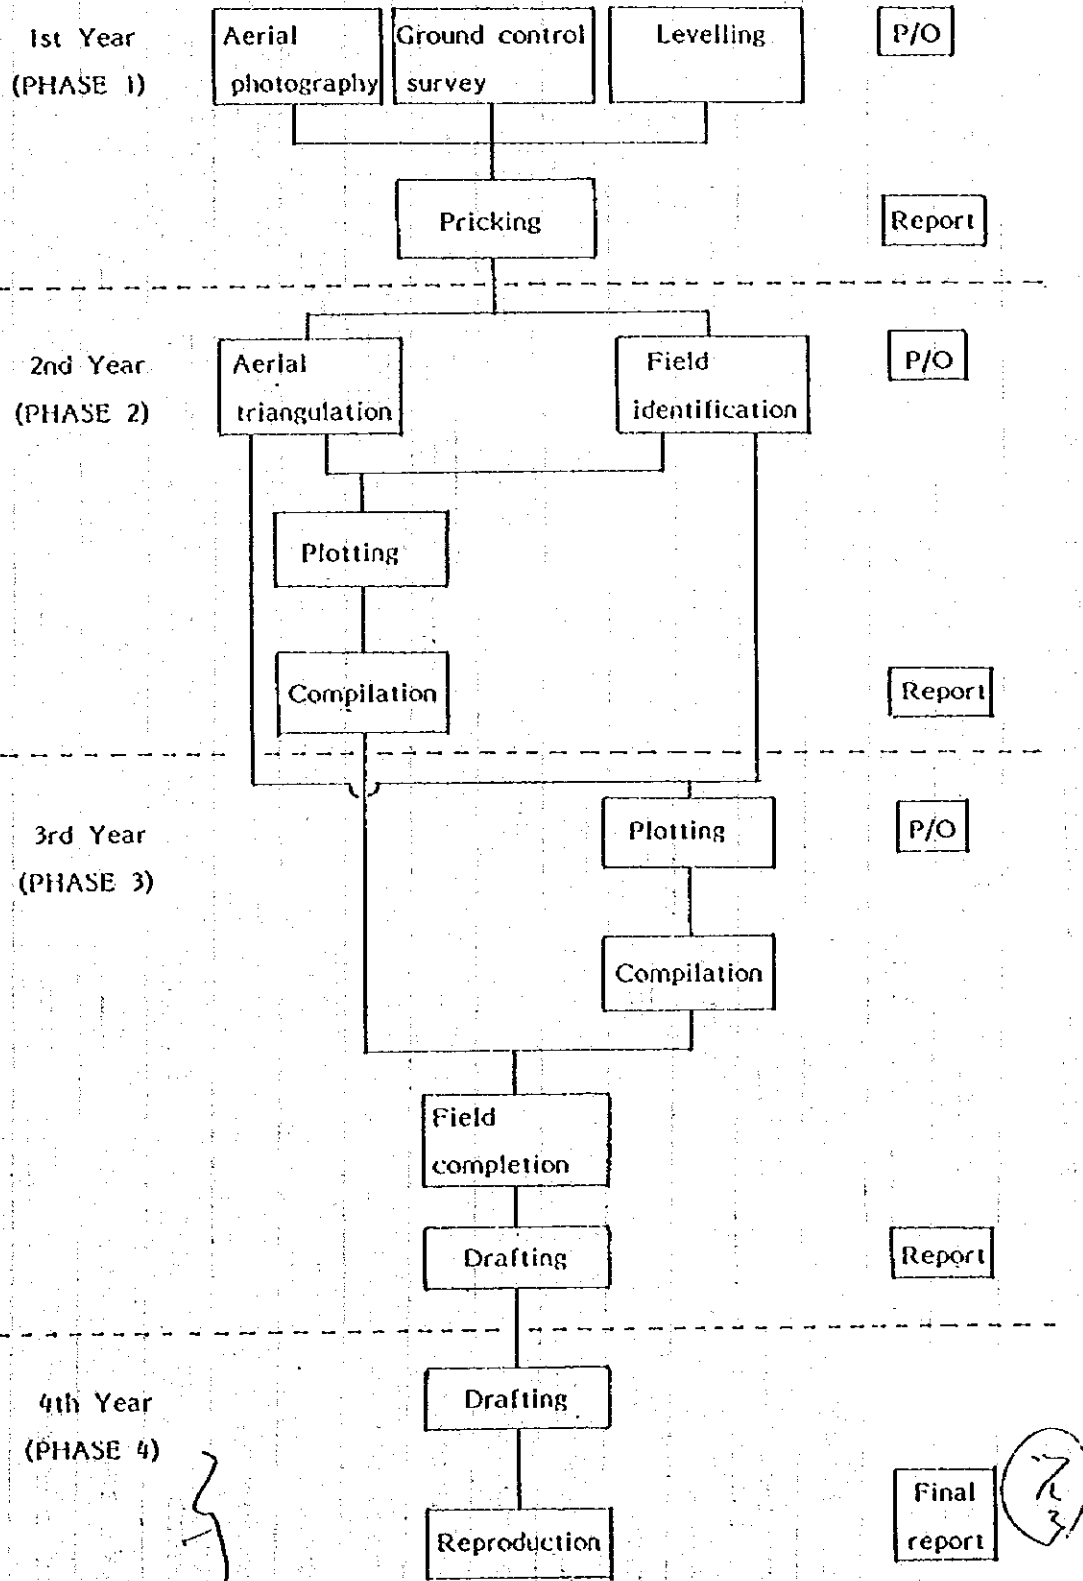 1st Year
(PHASE 1)
Aerial
photography
Ground control
survey
Levelling
P/O
Pricking
Report
2nd Year
(PHASE 2)
Aerial
triangulation
Field
identification
P/O
Plotting
Compilation
Report
3rd Year
(PHASE 3)
Plotting
P/O
Compilation
Field
completion
Drafting
Report
4th Year
(PHASE 4)
Drafting
Final
report
Reproduction